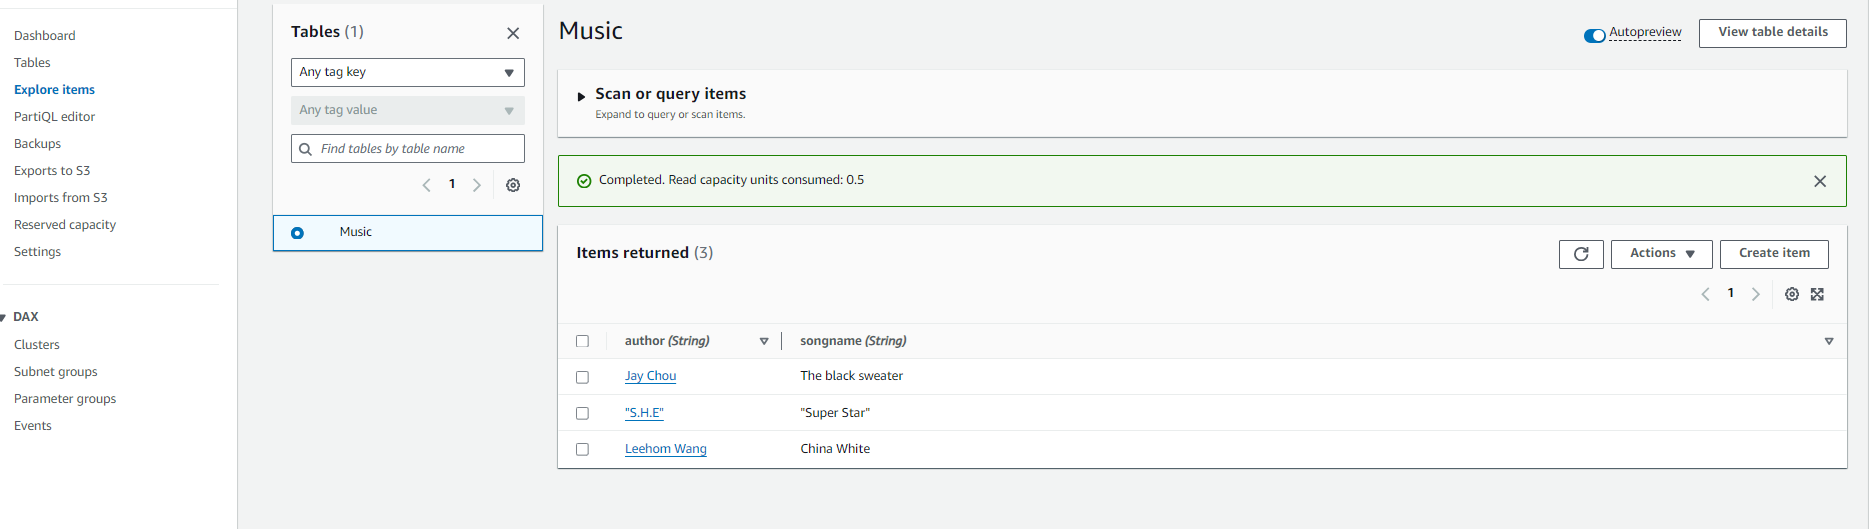 Dashboard
Tables
Explore items
PartiQL editor
Backups
Exports to S3
Imports from S3
Reserved capacity
Settings
DAX
Clusters
Subnet groups
Parameter groups
Events
Tables (1)
Any tag key
Any tag value
Find tables by table name
1
Music
Music
Autopreview
View table details
Scan or query items
Expand to query or scan items.
Completed. Read capacity units consumed: 0.5
Items returned (3)
Actions
Create item
1
author (String) songname (String)
Jay Chou The black sweater
"S.H.E" "Super Star"
Leehom Wang China White